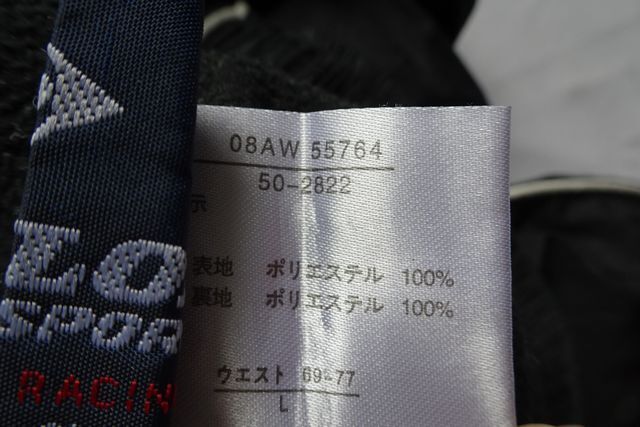 08AW 55764
50-2822
示
表地 ポリエステル 100%
裏地 ポリエステル 100%
ウエスト 69-77
L
RACIN